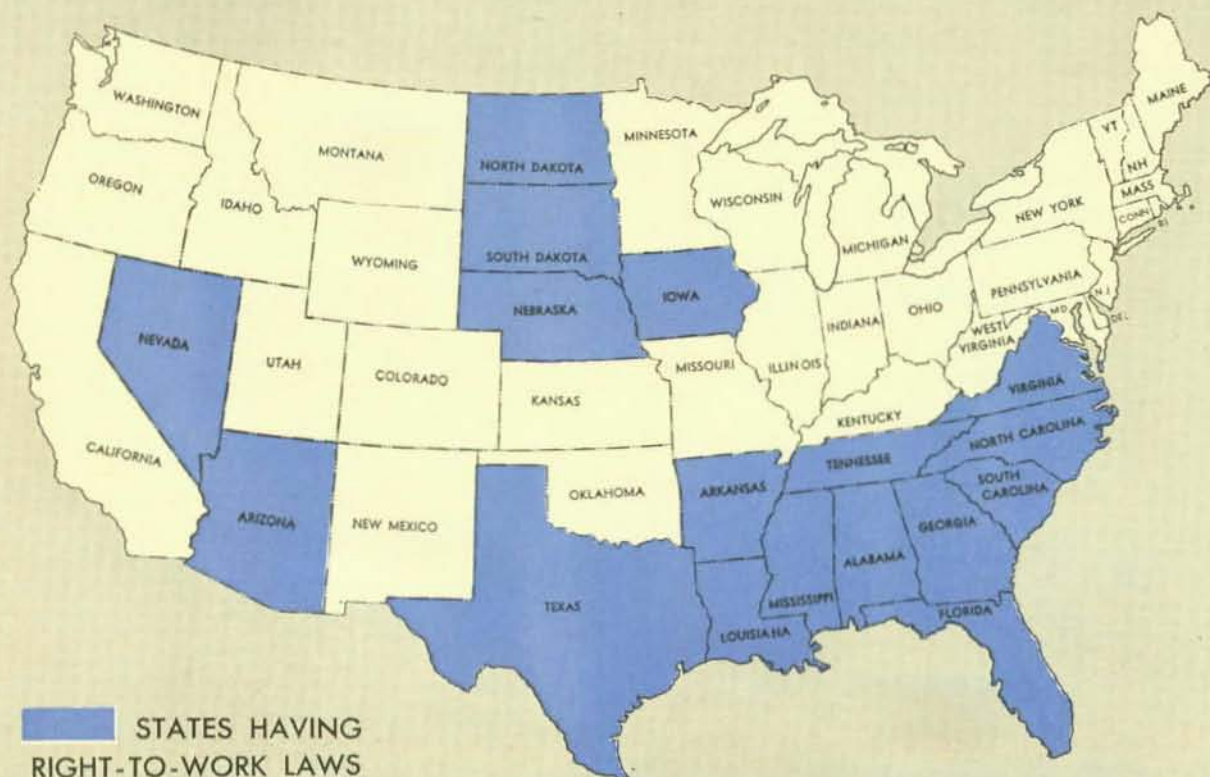 WASHINGTON
OREGON
IDAHO
MONTANA
WYOMING
NORTH DAKOTA
SOUTH DAKOTA
NEBRASKA
MINNESOTA
IOWA
WISCONSIN
MICHIGAN
MAINE
VT.
NH
MASS
CONN
RI
NEW YORK
PENNSYLVANIA
N.J.
DEL
MD.
NEVADA
UTAH
COLORADO
KANSAS
MISSOURI
ILLINOIS
INDIANA
OHIO
WEST
VIRGINIA
VIRGINIA
KENTUCKY
CALIFORNIA
ARIZONA
NEW MEXICO
OKLAHOMA
ARKANSAS
TENNESSEE
NORTH CAROLINA
SOUTH
CAROLINA
GEORGIA
ALABAMA
MISSISSIPPI
TEXAS
LOUISIANA
FLORIDA
STATES HAVING
RIGHT-TO-WORK LAWS